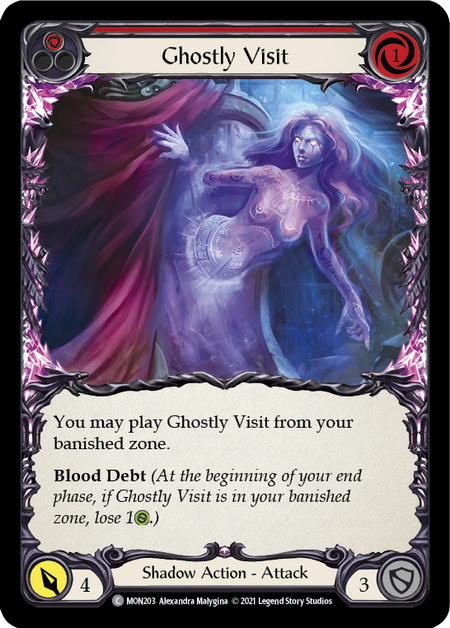 Ghostly Visit
1
You may play Ghostly Visit from your
banished zone.
Blood Debt (At the beginning of your end
phase, if Ghostly Visit is in your banished
zone, lose 1.)
4
Shadow Action - Attack
3
C MON203 Alexandra Malygina © 2021 Legend Story Studios